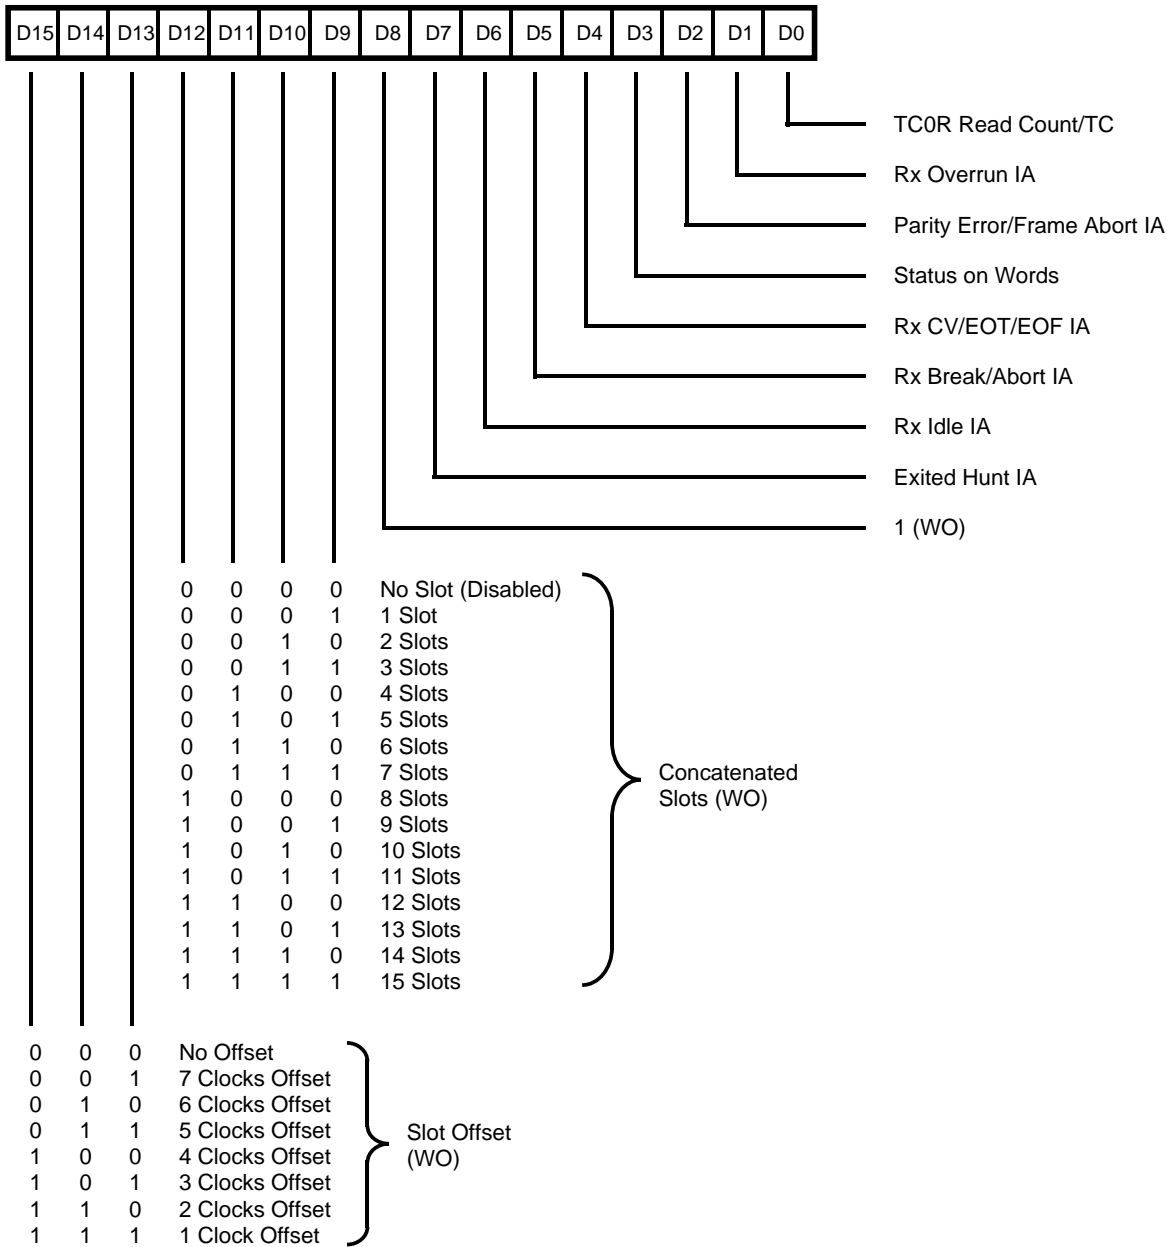 D15 D14 D13 D12 D11 D10 D9 D8 D7 D6 D5 D4 D3 D2 D1 D0
TC0R Read Count/TC
Rx Overrun IA
Parity Error/Frame Abort IA
Status on Words
Rx CV/EOT/EOF IA
Rx Break/Abort IA
Rx Idle IA
Exited Hunt IA
1 (WO)
0 0 0 0 No Slot (Disabled)
0 0 0 1 1 Slot
0 0 1 0 2 Slots
0 0 1 1 3 Slots
0 1 0 0 4 Slots
0 1 0 1 5 Slots
0 1 1 0 6 Slots
0 1 1 1 7 Slots
1 0 0 0 8 Slots
1 0 0 1 9 Slots
1 0 1 0 10 Slots
1 0 1 1 11 Slots
1 1 0 0 12 Slots
1 1 0 1 13 Slots
1 1 1 0 14 Slots
1 1 1 1 15 Slots
Concatenated
Slots (WO)
0 0 0 No Offset
0 0 1 7 Clocks Offset
0 1 0 6 Clocks Offset
0 1 1 5 Clocks Offset
1 0 0 4 Clocks Offset
1 0 1 3 Clocks Offset
1 1 0 2 Clocks Offset
1 1 1 1 Clock Offset
Slot Offset
(WO)